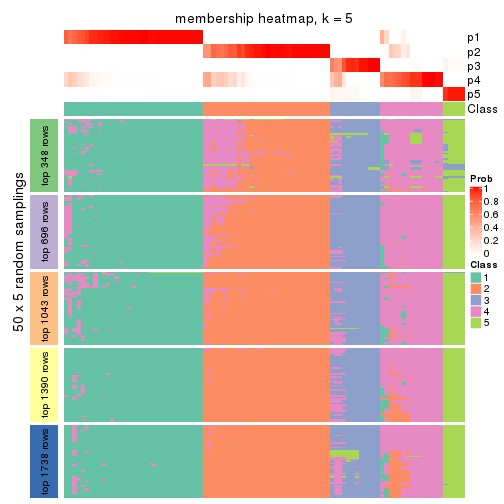 membership heatmap, k = 5
p1
p2
p3
p4
p5
Class
50 x 5 random samplings
top 348 rows
top 696 rows
top 1043 rows
top 1390 rows
top 1738 rows
Prob
1
0.8
0.6
0.4
0.2
0
Class
1
2
3
4
5